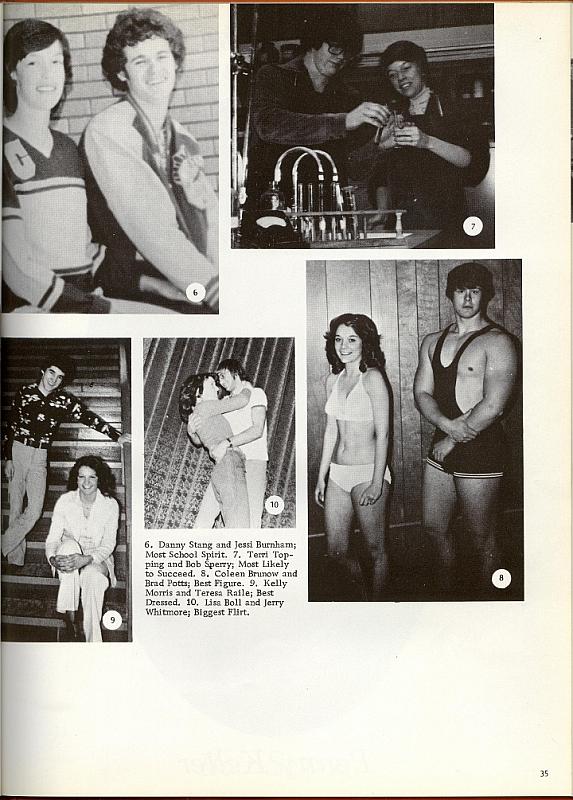 6
7
8
9
10
6. Danny Stang and Jessi Burnham;
Most School Spirit. 7. Terri Top-
ping and Bob Sperry; Most Likely
to Succeed. 8. Coleen Brunow and
Brad Potts; Best Figure. 9. Kelly
Morris and Teresa Raile; Best
Dressed. 10. Lisa Boll and Jerry
Whitmore; Biggest Flirt.
35